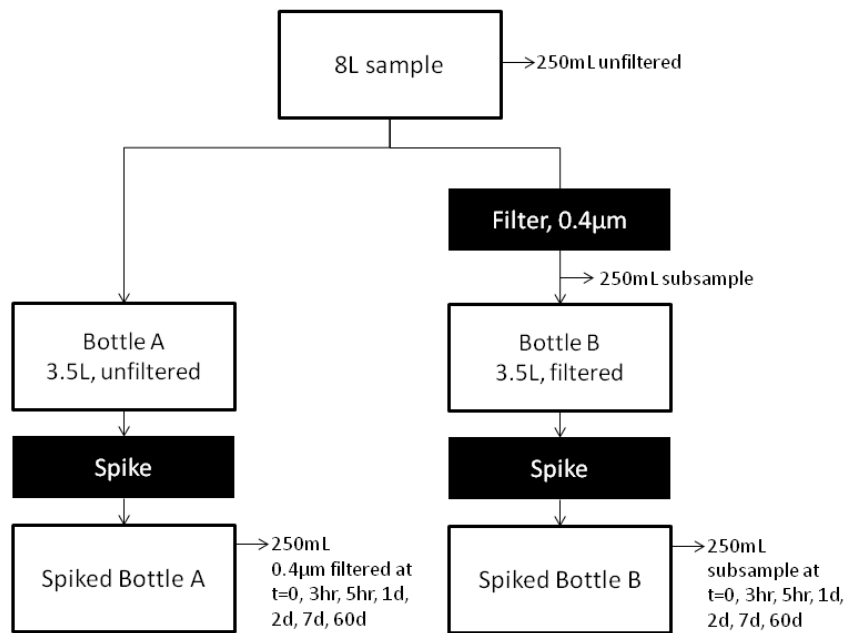 8L sample
250mL unfiltered
Filter, 0.4µm
250mL subsample
Bottle A
3.5L, unfiltered
Bottle B
3.5L, filtered
Spike
Spike
Spiked Bottle A
250mL
0.4µm filtered at
t=0, 3hr, 5hr, 1d,
2d, 7d, 60d
Spiked Bottle B
250mL
subsample at
t=0, 3hr, 5hr, 1d,
2d, 7d, 60d